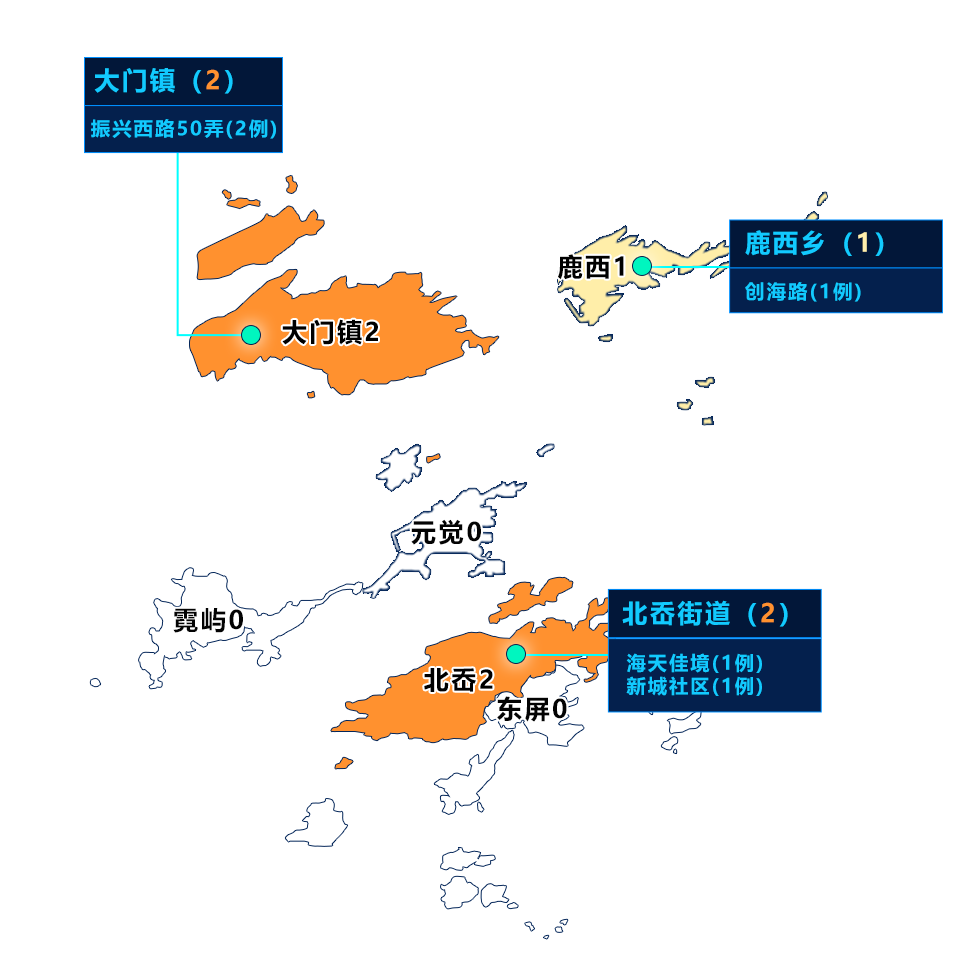 大门镇（2）
振兴西路50弄(2例)
鹿西乡（1）
创海路(1例)
鹿西1
大门镇2
元觉0
霓屿0
北岙街道（2）
海天佳境(1例)
新城社区(1例)
北岙2
东屏0